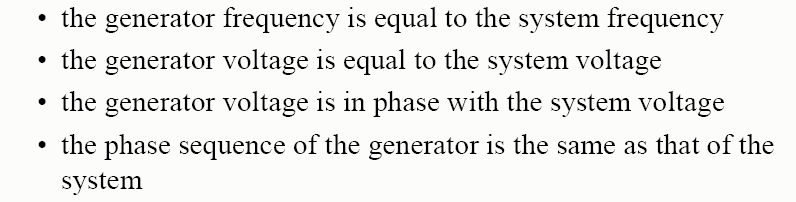 • the generator frequency is equal to the system frequency
• the generator voltage is equal to the system voltage
• the generator voltage is in phase with the system voltage
• the phase sequence of the generator is the same as that of the
system